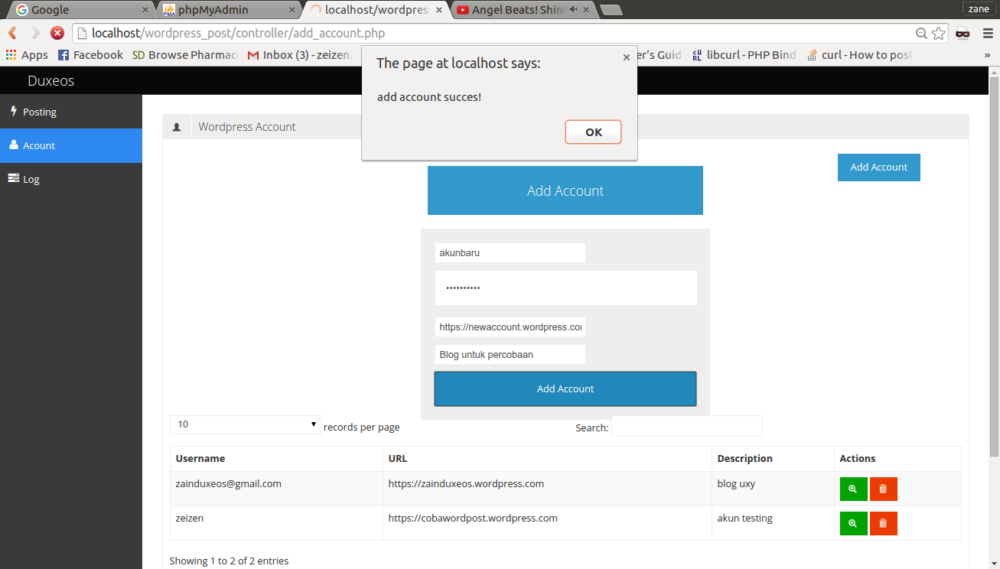 Google
phpMyAdmin
localhost/wordpres
Angel Beats! Shin
zane
localhost/wordpress_post/controller/add_account.php
Apps
Facebook
SD Browse Pharmac
Inbox (3) - zeizen.
er's Guid
libcurl - PHP Bind
curl - How to post
»
The page at localhost says:
add account succes!
OK
Duxeos
Posting
Acount
Log
Wordpress Account
Add Account
Add Account
akunbaru
••••••••••
https://newaccount.wordpress.co
Blog untuk percobaan
Add Account
10 records per page Search:
Username URL Description Actions
zainduxeos@gmail.com https://zainduxeos.wordpress.com blog uxy
zeizen https://cobawordpost.wordpress.com akun testing
Showing 1 to 2 of 2 entries